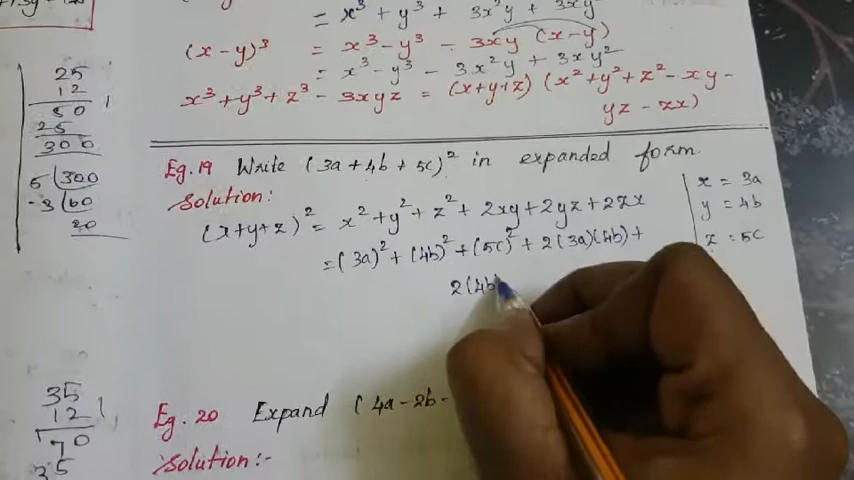 = x³ + y³ + 3x²y + 3xy²
(x - y)³ = x³ - y³ - 3xy (x - y)
= x³ - y³ - 3x²y + 3xy²
x³ + y³ + z³ - 3xyz = (x+y+z) (x² + y² + z² - xy -
yz - zx)
25
12
50
25
300
5 300
3 60
20
Eg. 19 Write (3a + 4b + 5c)² in expanded form
Solution:
(x+y+z)² = x² + y² + z² + 2xy + 2yz + 2zx
= (3a)² + (4b)² + (5c)² + 2(3a)(4b) +
2(4b)
x = 3a
y = 4b
z = 5c
35
12
70
35
Eg. 20 Expand (4a - 2b -
Solution :-